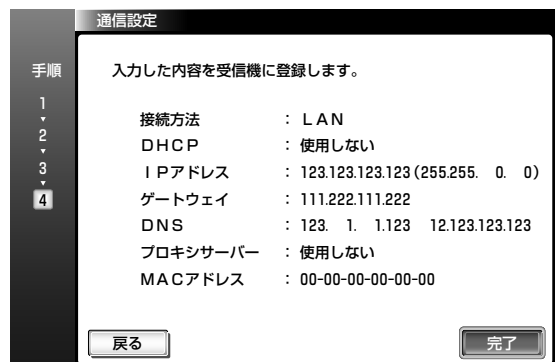 通信設定
手順
1
2
3
4
入力した内容を受信機に登録します。
接続方法 : LAN
DHCP : 使用しない
IPアドレス : 123.123.123.123(255.255. 0. 0)
ゲートウェイ : 111.222.111.222
DNS : 123. 1. 1.123 12.123.123.123
プロキシサーバー : 使用しない
MACアドレス : 00-00-00-00-00-00
戻る
完了